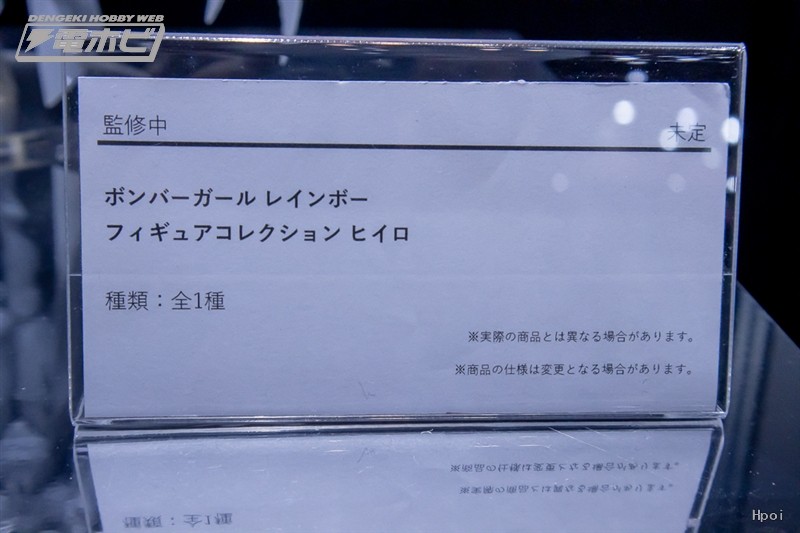 DENGEKI HOBBY WEB
電ホビ
監修中
未定
ボンバーガール レインボー
フィギュアコレクション ヒイロ
種類：全1種
※実際の商品とは異なる場合があります。
※商品の仕様は変更となる場合があります。
Hpoi